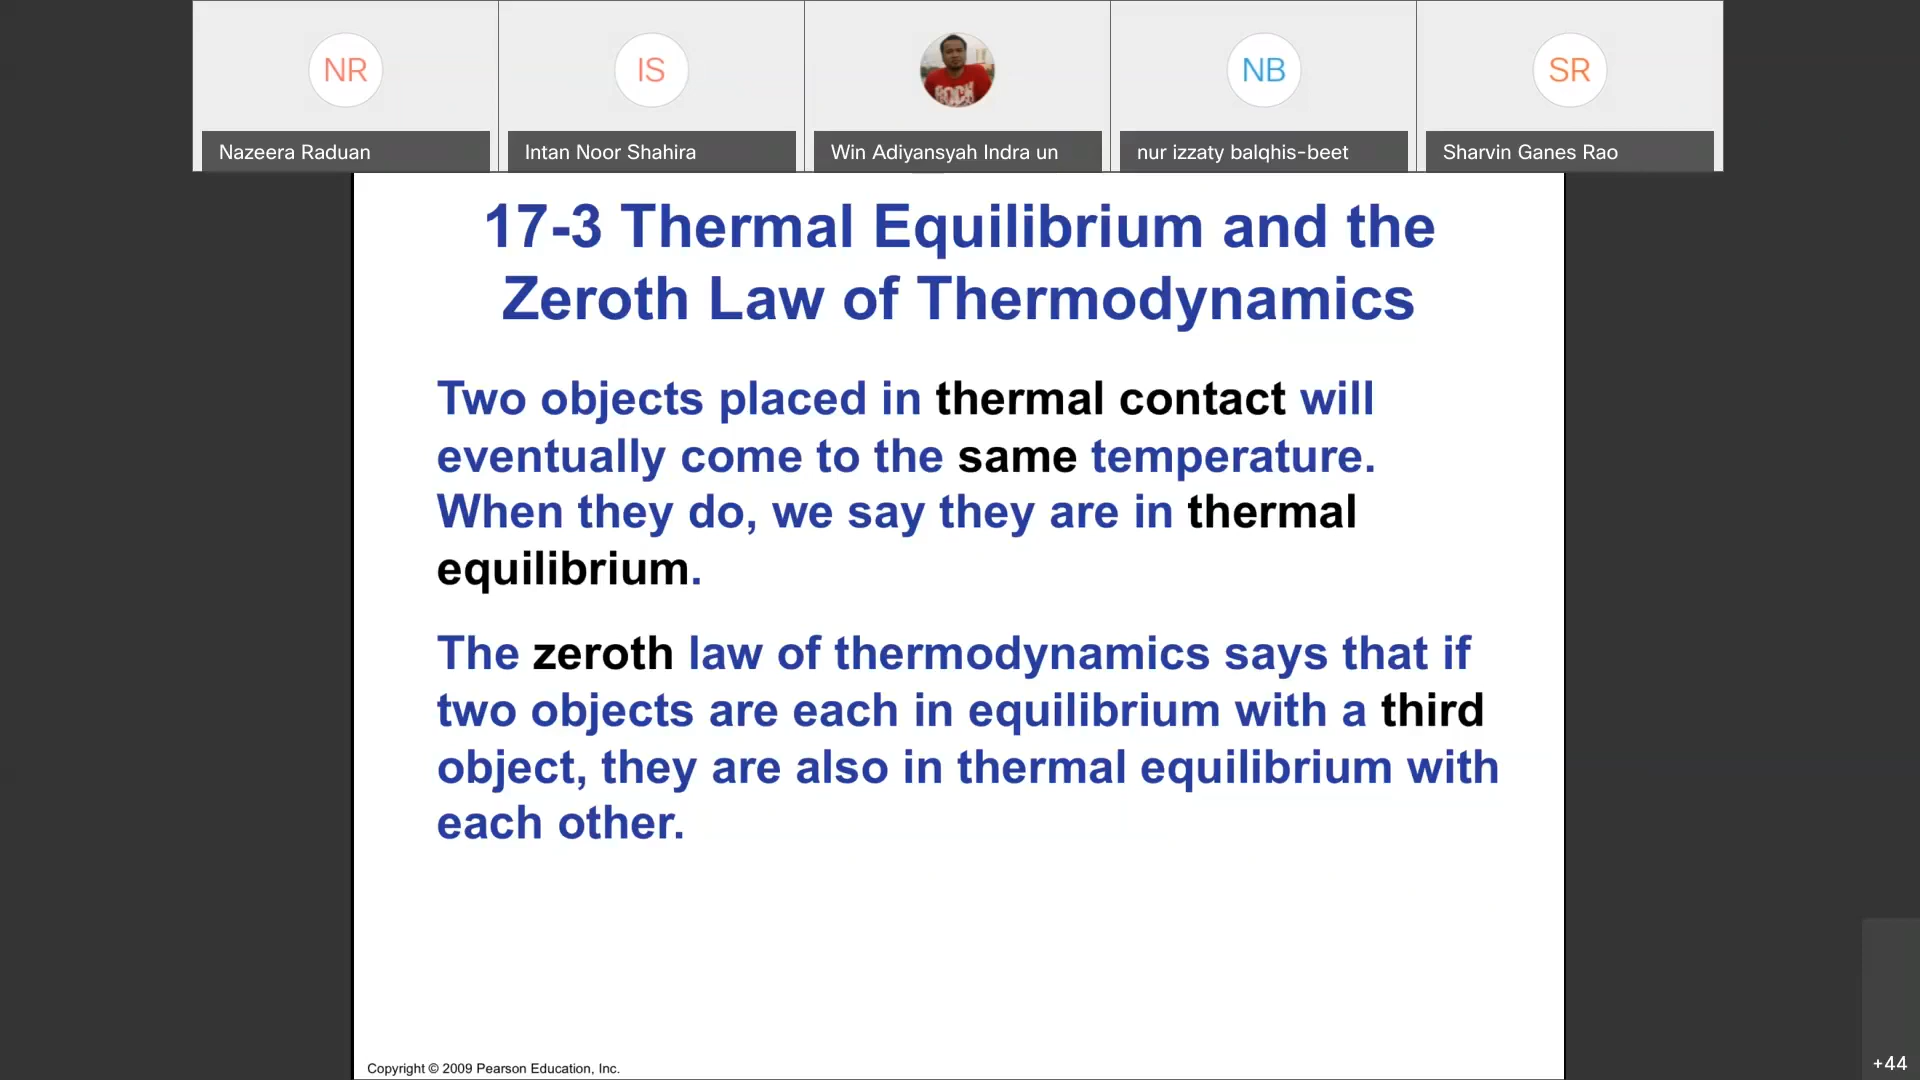 NR
IS
NB
SR
Nazeera Raduan
Intan Noor Shahira
Win Adiyansyah Indra un
nur izzaty balqhis-beet
Sharvin Ganes Rao
ROCK
17-3 Thermal Equilibrium and the
Zeroth Law of Thermodynamics
Two objects placed in thermal contact will
eventually come to the same temperature.
When they do, we say they are in thermal
equilibrium.
The zeroth law of thermodynamics says that if
two objects are each in equilibrium with a third
object, they are also in thermal equilibrium with
each other.
Copyright © 2009 Pearson Education, Inc.
+44